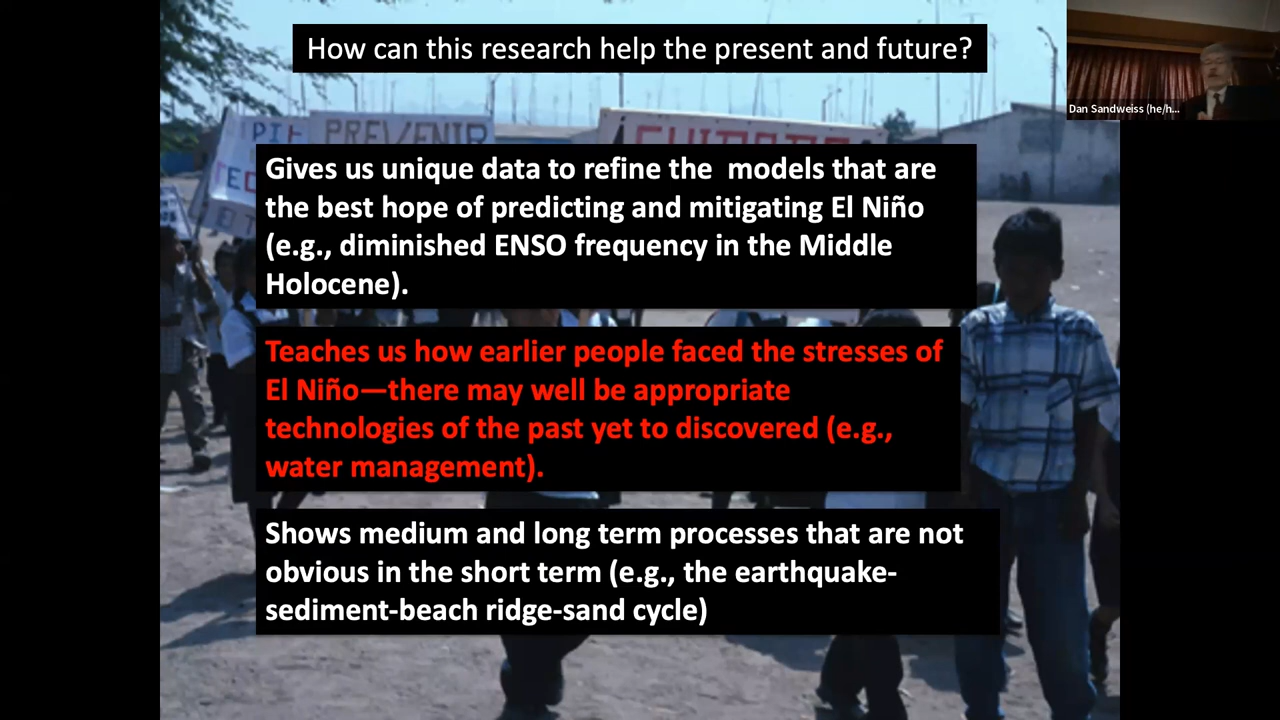 How can this research help the present and future?
Dan Sandweiss (he/h...
PREVENIR
Gives us unique data to refine the models that are
the best hope of predicting and mitigating El Niño
(e.g., diminished ENSO frequency in the Middle
Holocene).
Teaches us how earlier people faced the stresses of
El Niño—there may well be appropriate
technologies of the past yet to discovered (e.g.,
water management).
Shows medium and long term processes that are not
obvious in the short term (e.g., the earthquake-
sediment-beach ridge-sand cycle)